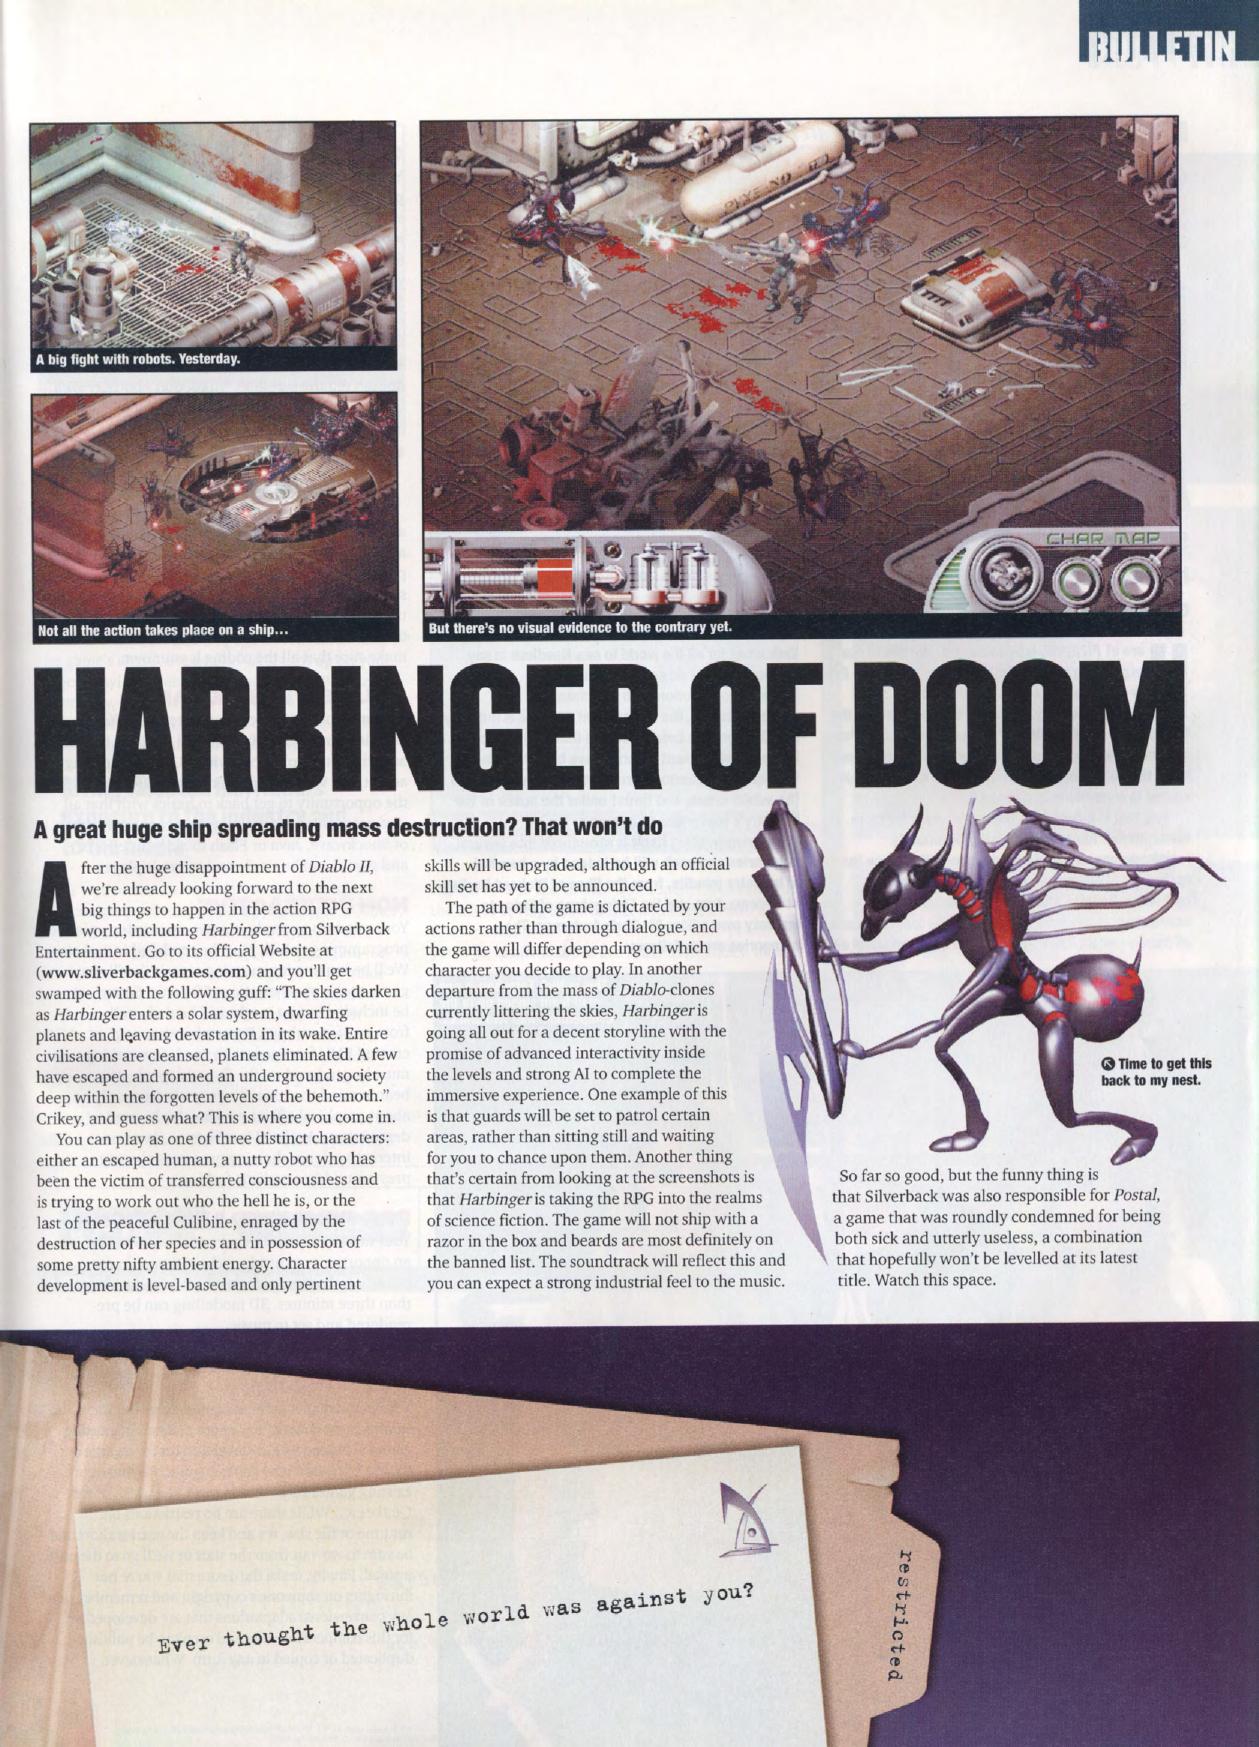 BULLETIN
A big fight with robots. Yesterday.
Not all the action takes place on a ship...
CHAR MAP
But there's no visual evidence to the contrary yet.
HARBINGER OF DOOM
A great huge ship spreading mass destruction? That won't do
After the huge disappointment of Diablo II,
we're already looking forward to the next
big things to happen in the action RPG
world, including Harbinger from Silverback
Entertainment. Go to its official Website at
(www.sliverbackgames.com) and you'll get
swamped with the following guff: “The skies darken
as Harbinger enters a solar system, dwarfing
planets and leaving devastation in its wake. Entire
civilisations are cleansed, planets eliminated. A few
have escaped and formed an underground society
deep within the forgotten levels of the behemoth.”
Crikey, and guess what? This is where you come in.
You can play as one of three distinct characters:
either an escaped human, a nutty robot who has
been the victim of transferred consciousness and
is trying to work out who the hell he is, or the
last of the peaceful Culibine, enraged by the
destruction of her species and in possession of
some pretty nifty ambient energy. Character
development is level-based and only pertinent
skills will be upgraded, although an official
skill set has yet to be announced.
The path of the game is dictated by your
actions rather than through dialogue, and
the game will differ depending on which
character you decide to play. In another
departure from the mass of Diablo-clones
currently littering the skies, Harbinger is
going all out for a decent storyline with the
promise of advanced interactivity inside
the levels and strong AI to complete the
immersive experience. One example of this
is that guards will be set to patrol certain
areas, rather than sitting still and waiting
for you to chance upon them. Another thing
that's certain from looking at the screenshots is
that Harbinger is taking the RPG into the realms
of science fiction. The game will not ship with a
razor in the box and beards are most definitely on
the banned list. The soundtrack will reflect this and
you can expect a strong industrial feel to the music.
Time to get this
back to my nest.
So far so good, but the funny thing is
that Silverback was also responsible for Postal,
a game that was roundly condemned for being
both sick and utterly useless, a combination
that hopefully won't be levelled at its latest
title. Watch this space.
Ever thought the whole world was against you?
restricted